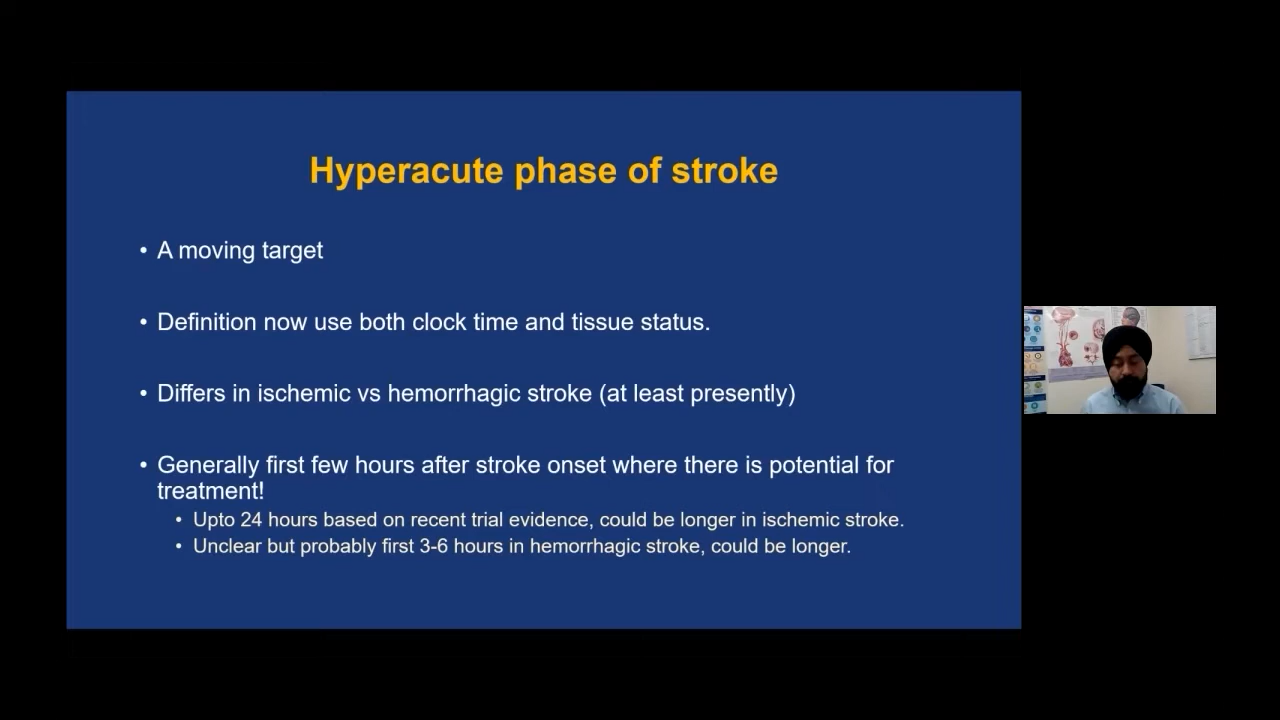 Hyperacute phase of stroke
• A moving target
• Definition now use both clock time and tissue status.
• Differs in ischemic vs hemorrhagic stroke (at least presently)
• Generally first few hours after stroke onset where there is potential for
treatment!
• Upto 24 hours based on recent trial evidence, could be longer in ischemic stroke.
• Unclear but probably first 3-6 hours in hemorrhagic stroke, could be longer.